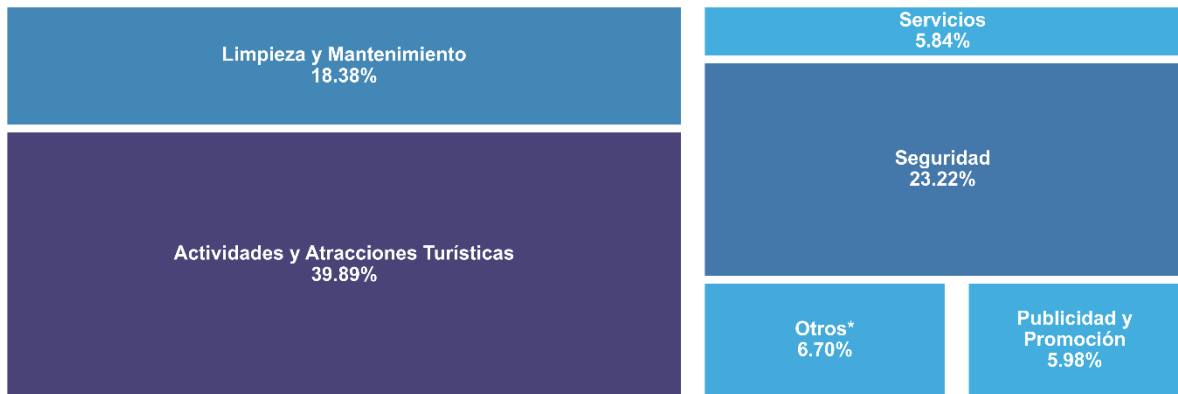 Limpieza y Mantenimiento
18.38%
Actividades y Atracciones Turísticas
39.89%
Servicios
5.84%
Seguridad
23.22%
Otros*
6.70%
Publicidad y
Promoción
5.98%